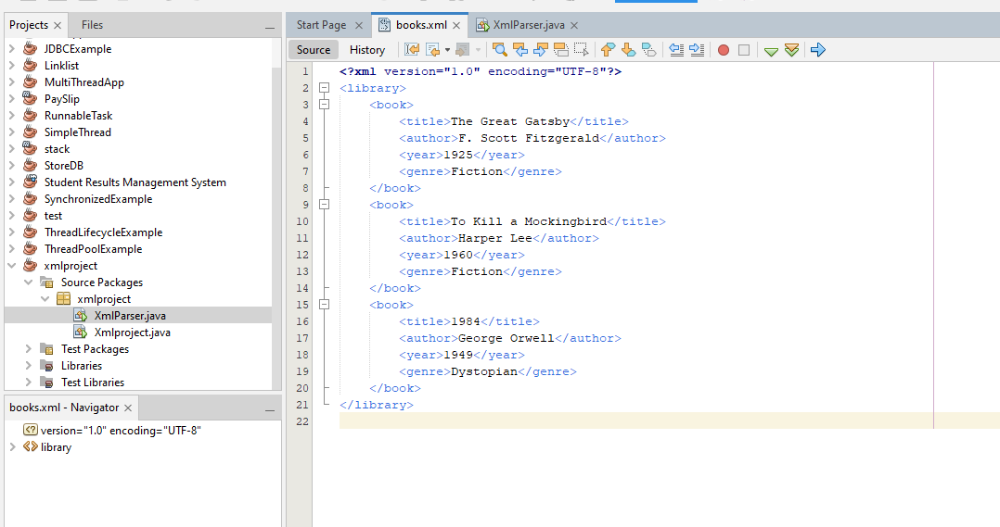 Projects
Files
JDBCExample
Linklist
MultiThreadApp
PaySlip
RunnableTask
SimpleThread
stack
StoreDB
Student Results Management System
SynchronizedExample
test
ThreadLifecycleExample
ThreadPoolExample
xmlproject
Source Packages
xmlproject
XmlParser.java
Xmlproject.java
Test Packages
Libraries
Test Libraries
books.xml - Navigator
version="1.0" encoding="UTF-8"
library
Start Page
books.xml
XmlParser.java
Source
History
1 <?xml version="1.0" encoding="UTF-8"?>
2 <library>
3 <book>
4 <title>The Great Gatsby</title>
5 <author>F. Scott Fitzgerald</author>
6 <year>1925</year>
7 <genre>Fiction</genre>
8 </book>
9 <book>
10 <title>To Kill a Mockingbird</title>
11 <author>Harper Lee</author>
12 <year>1960</year>
13 <genre>Fiction</genre>
14 </book>
15 <book>
16 <title>1984</title>
17 <author>George Orwell</author>
18 <year>1949</year>
19 <genre>Dystopian</genre>
20 </book>
21 </library>
22